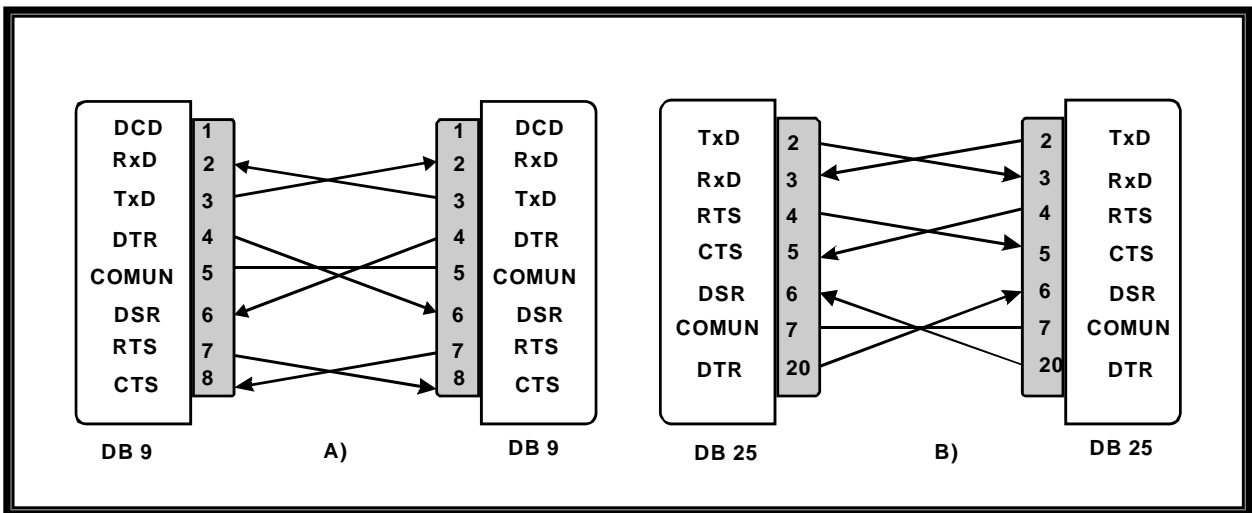 DCD 1
RxD 2
TxD 3
DTR 4
COMUN 5
DSR 6
RTS 7
CTS 8
DB 9
1 DCD
2 RxD
3 TxD
4 DTR
5 COMUN
6 DSR
7 RTS
8 CTS
DB 9
A)
TxD 2
RxD 3
RTS 4
CTS 5
DSR 6
COMUN 7
DTR 20
DB 25
2 TxD
3 RxD
4 RTS
5 CTS
6 DSR
7 COMUN
20 DTR
DB 25
B)